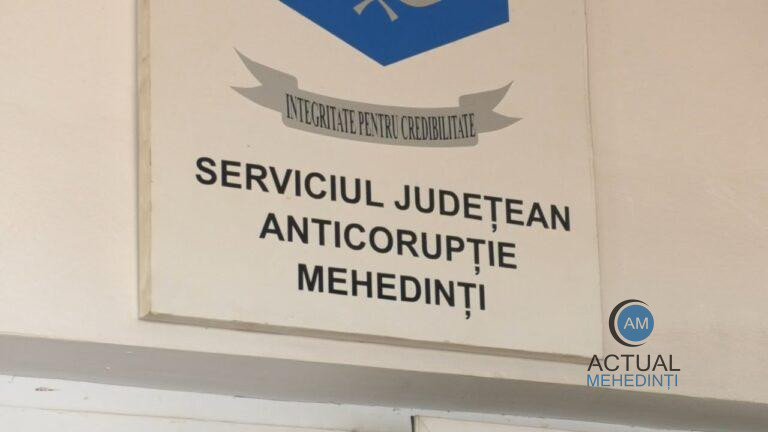 INTEGRITATE PENTRU CREDIBILITATE
SERVICIUL JUDEȚEAN
ANTICORUPȚIE
MEHEDINȚI
AM
ACTUAL
MEHEDINȚI